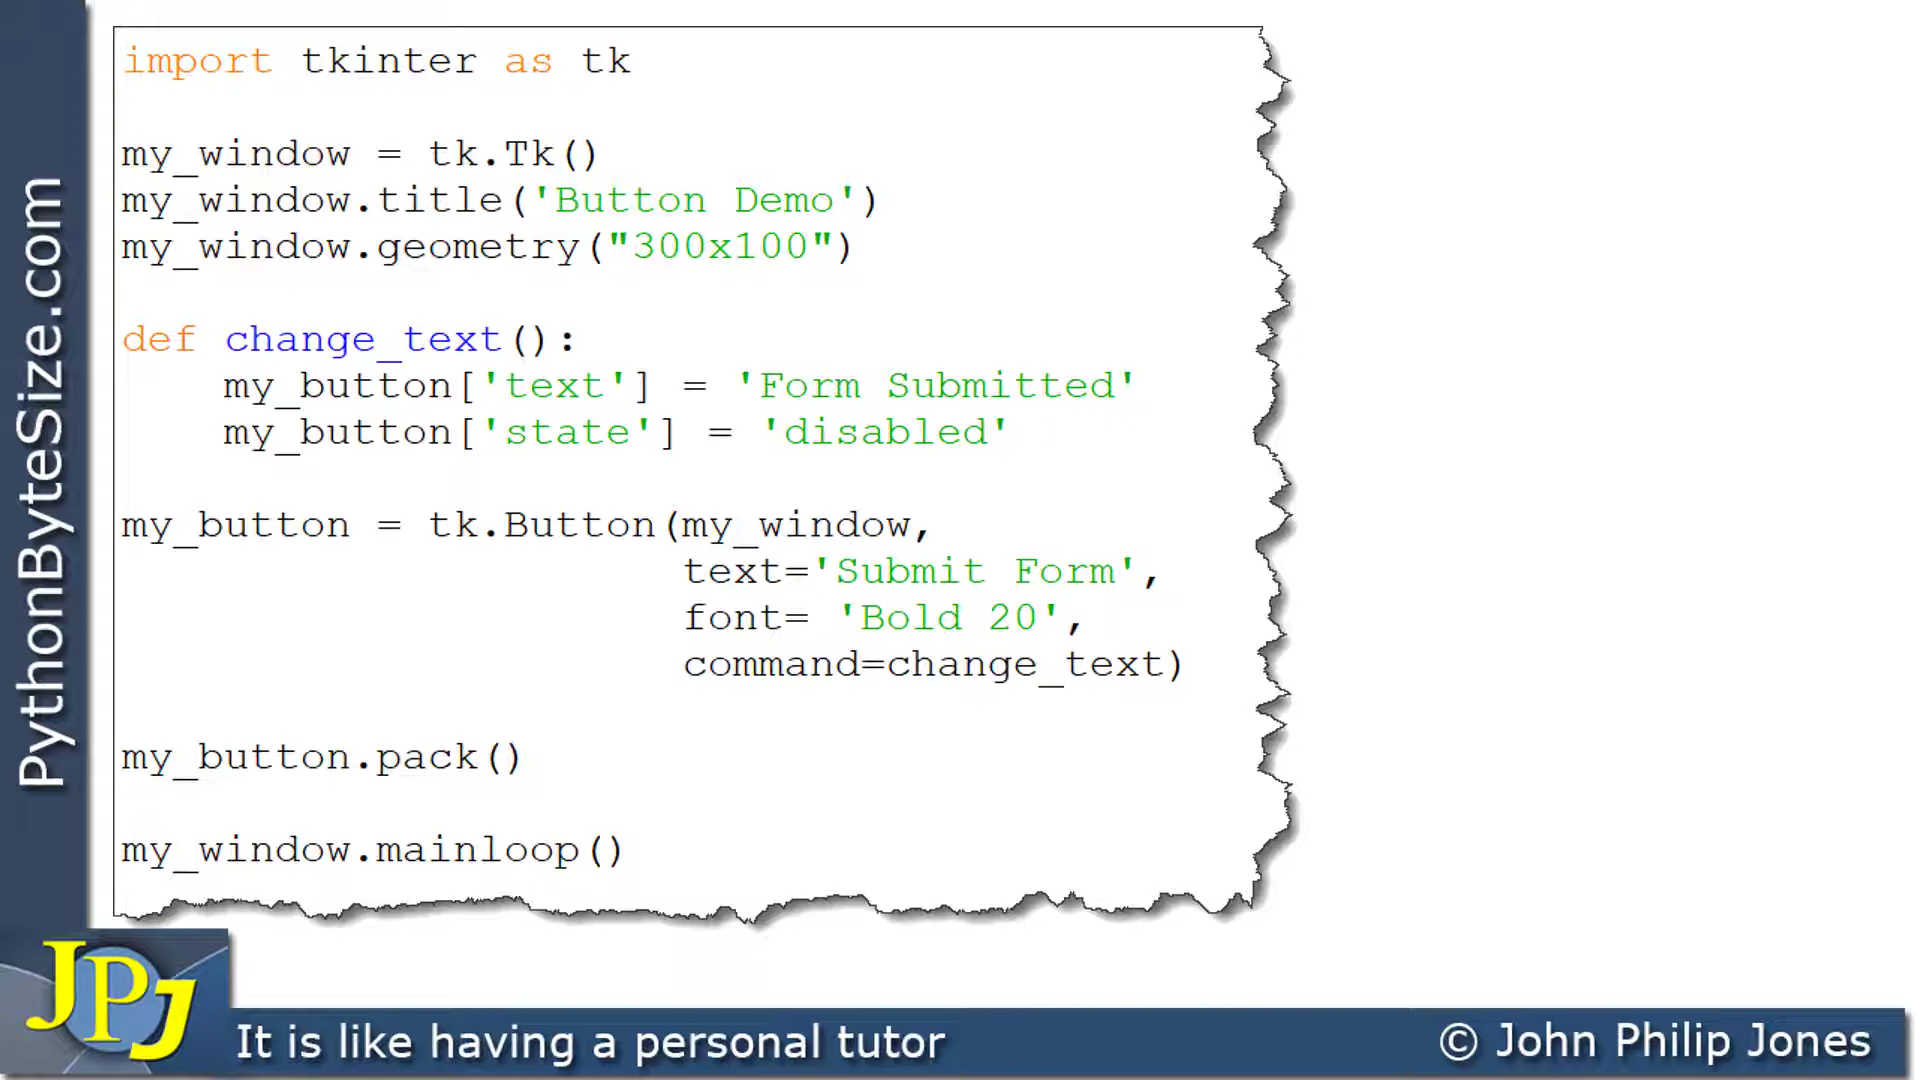 PythonByteSize.com
import tkinter as tk
my_window = tk.Tk()
my_window.title('Button Demo')
my_window.geometry("300x100")
def change_text():
    my_button['text'] = 'Form Submitted'
    my_button['state'] = 'disabled'
my_button = tk.Button(my_window,
                      text='Submit Form',
                      font= 'Bold 20',
                      command=change_text)
my_button.pack()
my_window.mainloop()
JPJ
It is like having a personal tutor
© John Philip Jones